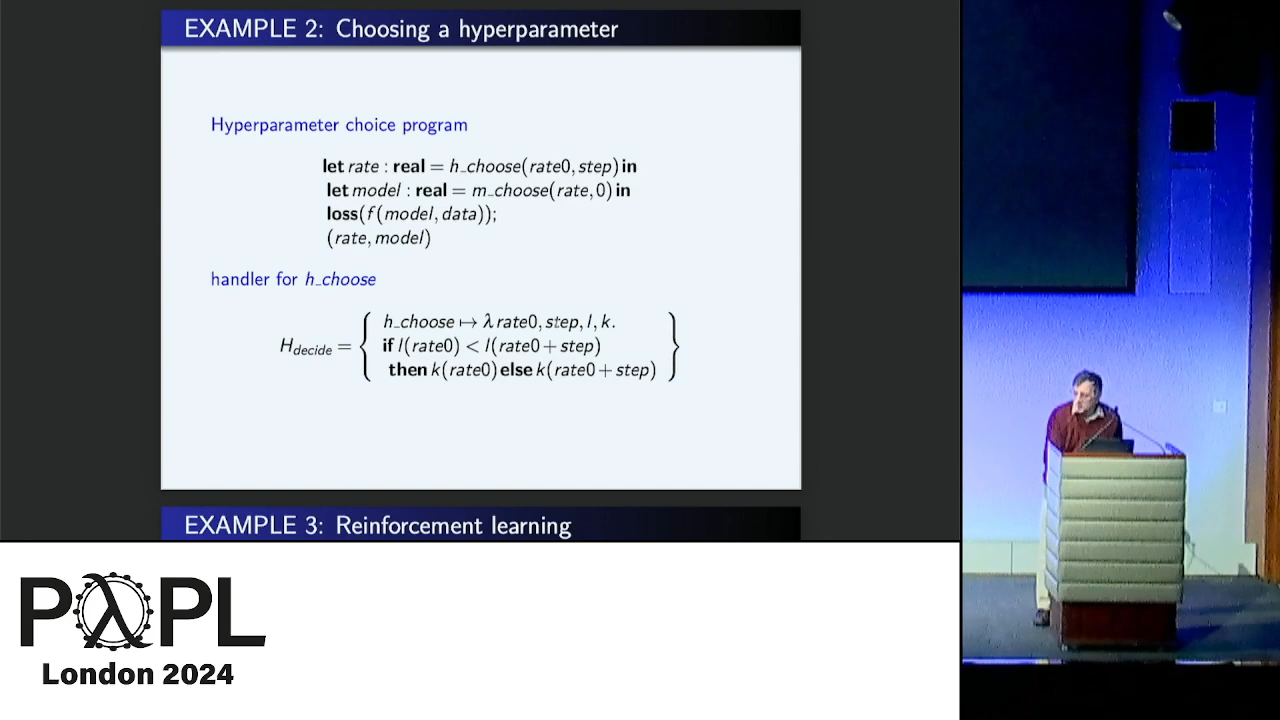 EXAMPLE 2: Choosing a hyperparameter
Hyperparameter choice program
let rate : real = h_choose(rate0, step) in
let model : real = m_choose(rate, 0) in
loss(f(model, data));
(rate, model)
handler for h_choose
h_choose ↦ λ rate0, step, l, k.
H_decide = { if l(rate0) < l(rate0 + step) }
then k(rate0) else k(rate0 + step)
EXAMPLE 3: Reinforcement learning
PλPL
London 2024